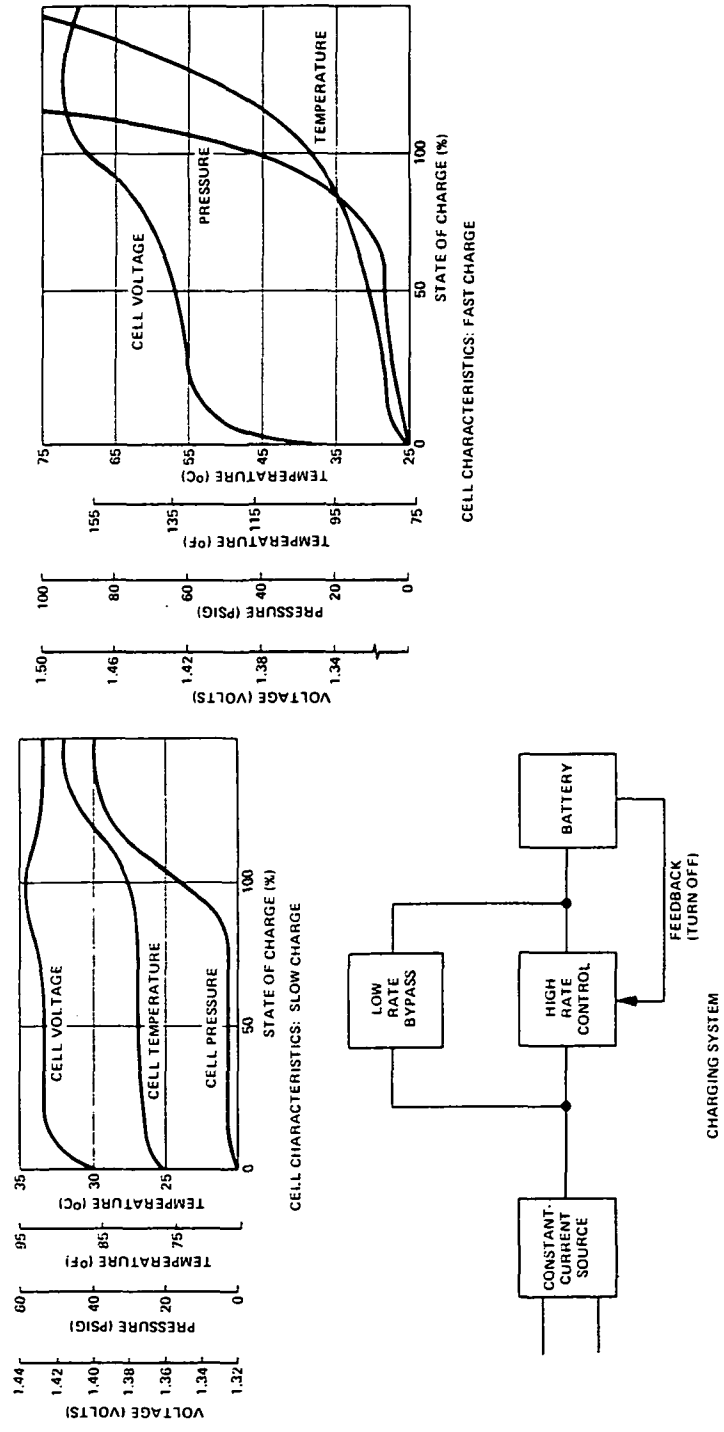 1.44
1.42
1.40
1.38
1.36
1.34
1.32
VOLTAGE (VOLTS)
60
40
20
0
PRESSURE (PSIG)
95
85
75
TEMPERATURE (ºF)
35
30
25
TEMPERATURE (ºC)
CELL VOLTAGE
CELL TEMPERATURE
CELL PRESSURE
0
50
100
STATE OF CHARGE (%)
CELL CHARACTERISTICS: SLOW CHARGE
1.50
1.46
1.42
1.38
1.34
VOLTAGE (VOLTS)
100
80
60
40
20
0
PRESSURE (PSIG)
155
135
115
95
75
TEMPERATURE (ºF)
75
65
55
45
35
25
TEMPERATURE (ºC)
CELL VOLTAGE
PRESSURE
TEMPERATURE
0
50
100
STATE OF CHARGE (%)
CELL CHARACTERISTICS: FAST CHARGE
LOW
RATE
BYPASS
CONSTANT-
CURRENT
SOURCE
HIGH
RATE
CONTROL
BATTERY
FEEDBACK
(TURN OFF)
CHARGING SYSTEM